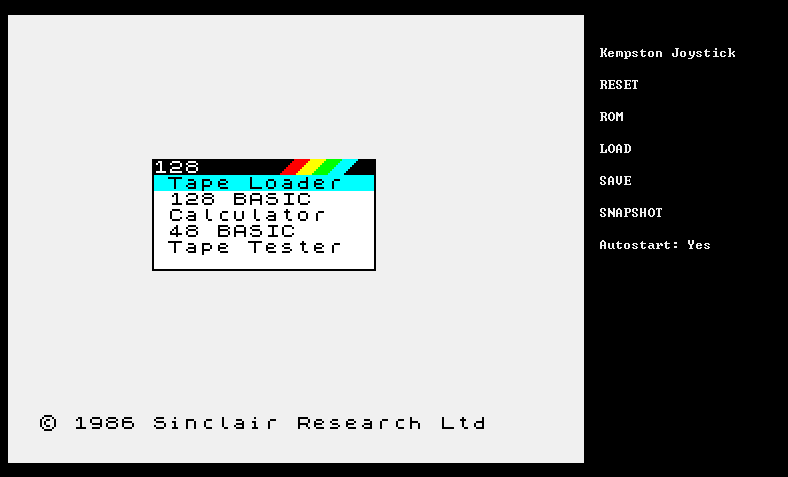 128
Tape Loader
128 BASIC
Calculator
48 BASIC
Tape Tester
© 1986 Sinclair Research Ltd
Kempston Joystick
RESET
ROM
LOAD
SAVE
SNAPSHOT
Autostart: Yes